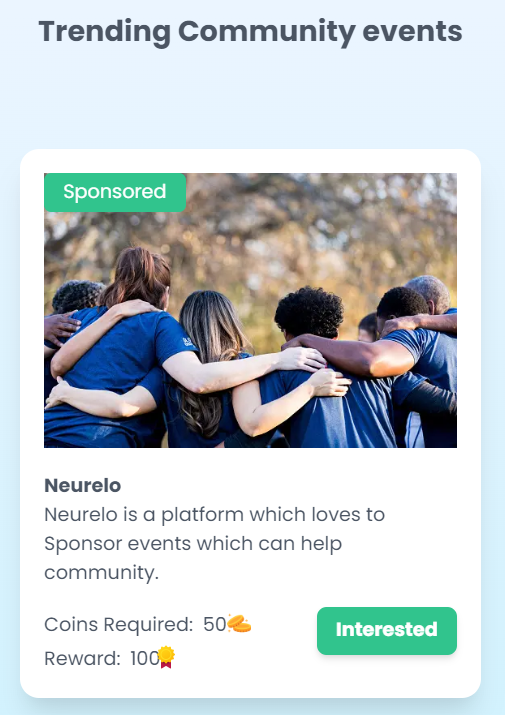 Trending Community events
Sponsored
Neurelo
Neurelo is a platform which loves to
Sponsor events which can help
community.
Coins Required: 50🪙
Reward: 100🏅
Interested